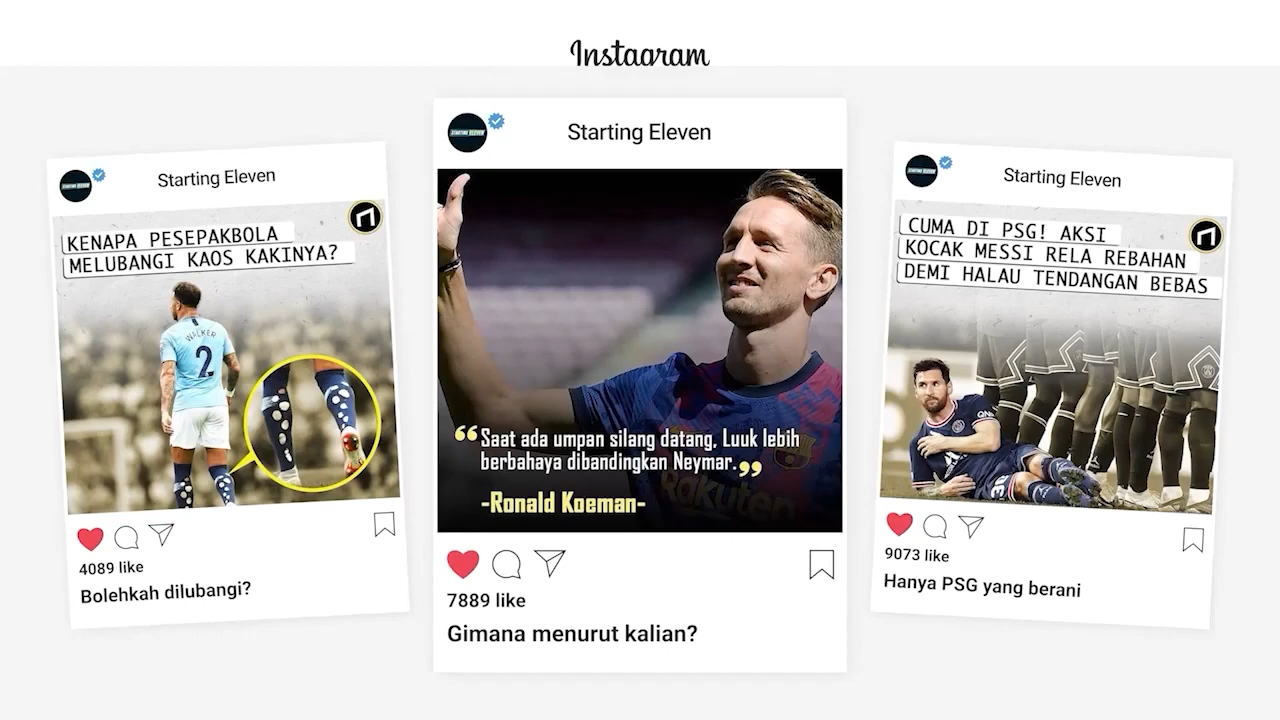 Instagram
Starting Eleven
KENAPA PESEPAKBOLA
MELUBANGI KAOS KAKINYA?
WALKER
2
4089 like
Bolehkah dilubangi?
Starting Eleven
“Saat ada umpan silang datang, Luuk lebih
berbahaya dibandingkan Neymar.”
-Ronald Koeman-
Rakuten
7889 like
Gimana menurut kalian?
Starting Eleven
CUMA DI PSG! AKSI
KOCAK MESSI RELA REBAHAN
DEMI HALAU TENDANGAN BEBAS
9073 like
Hanya PSG yang berani